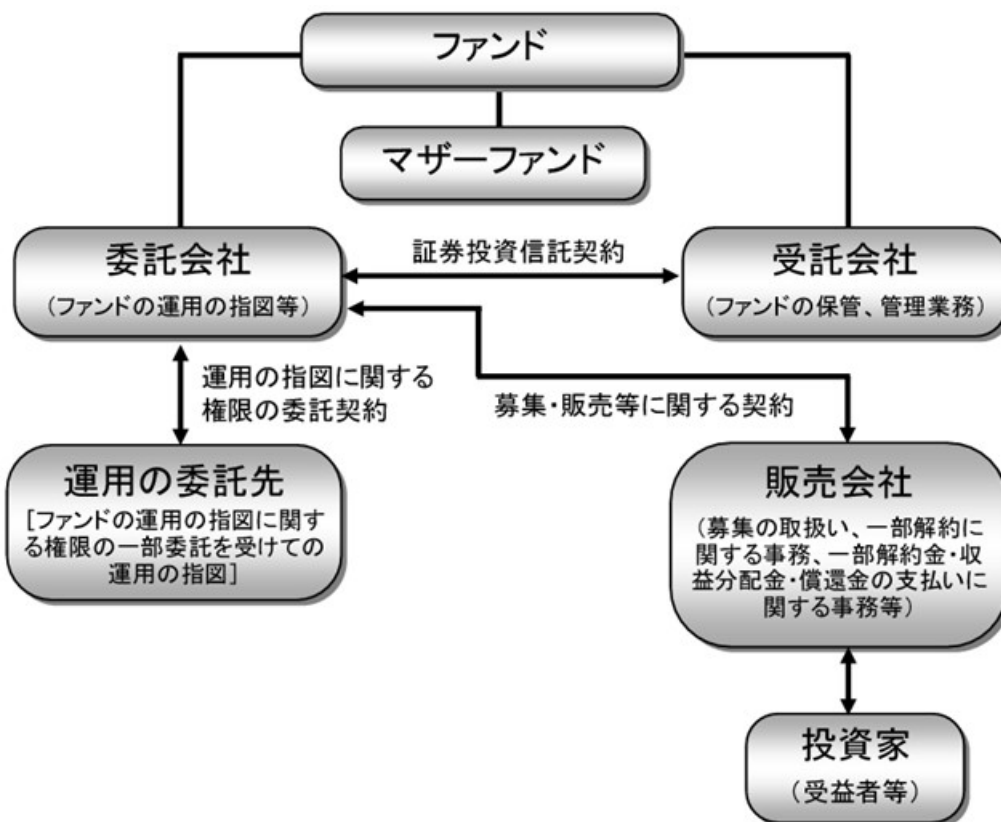 ファンド
マザーファンド
委託会社
(ファンドの運用の指図等)
証券投資信託契約
受託会社
(ファンドの保管、管理業務)
運用の指図に関する
権限の委託契約
募集・販売等に関する契約
運用の委託先
[ファンドの運用の指図に関す
る権限の一部委託を受けての
運用の指図]
販売会社
(募集の取扱い、一部解約に
関する事務、一部解約金・収
益分配金・償還金の支払いに
関する事務等)
投資家
(受益者等)